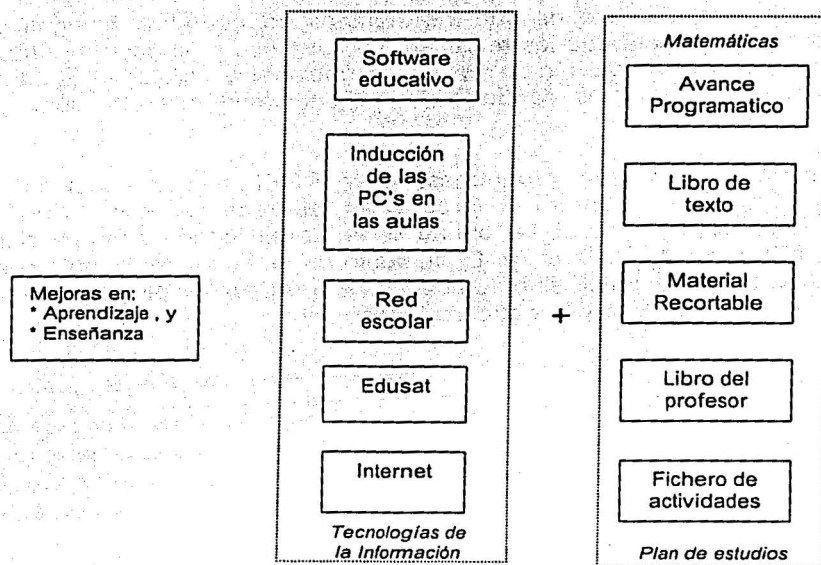 Mejoras en:
* Aprendizaje , y
* Enseñanza
Software
educativo
Inducción
de las
PC's en
las aulas
Red
escolar
Edusat
Internet
Tecnologías de
la Información
+
Matemáticas
Avance
Programatico
Libro de
texto
Material
Recortable
Libro del
profesor
Fichero de
actividades
Plan de estudios